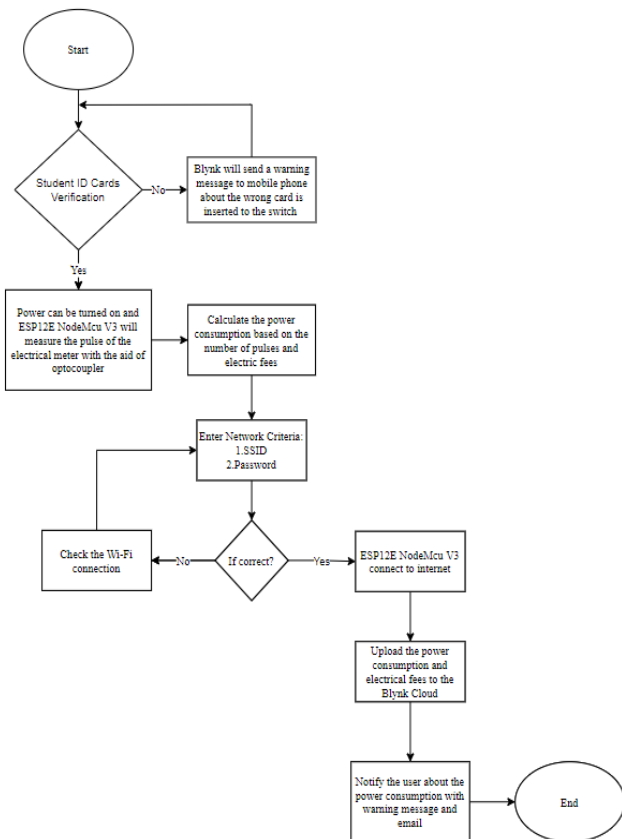 Start
Student ID Cards
Verification
No
Blynk will send a warning
message to mobile phone
about the wrong card is
inserted to the switch
Yes
Power can be turned on and
ESP12E NodeMcu V3 will
measure the pulse of the
electrical meter with the aid of
optocoupler
Calculate the power
consumption based on the
number of pulses and
electric fees
Enter Network Criteria:
1.SSID
2.Password
If correct?
No
Check the Wi-Fi
connection
Yes
ESP12E NodeMcu V3
connect to internet
Upload the power
consumption and
electrical fees to the
Blynk Cloud
Notify the user about the
power consumption with
warning message and
email
End